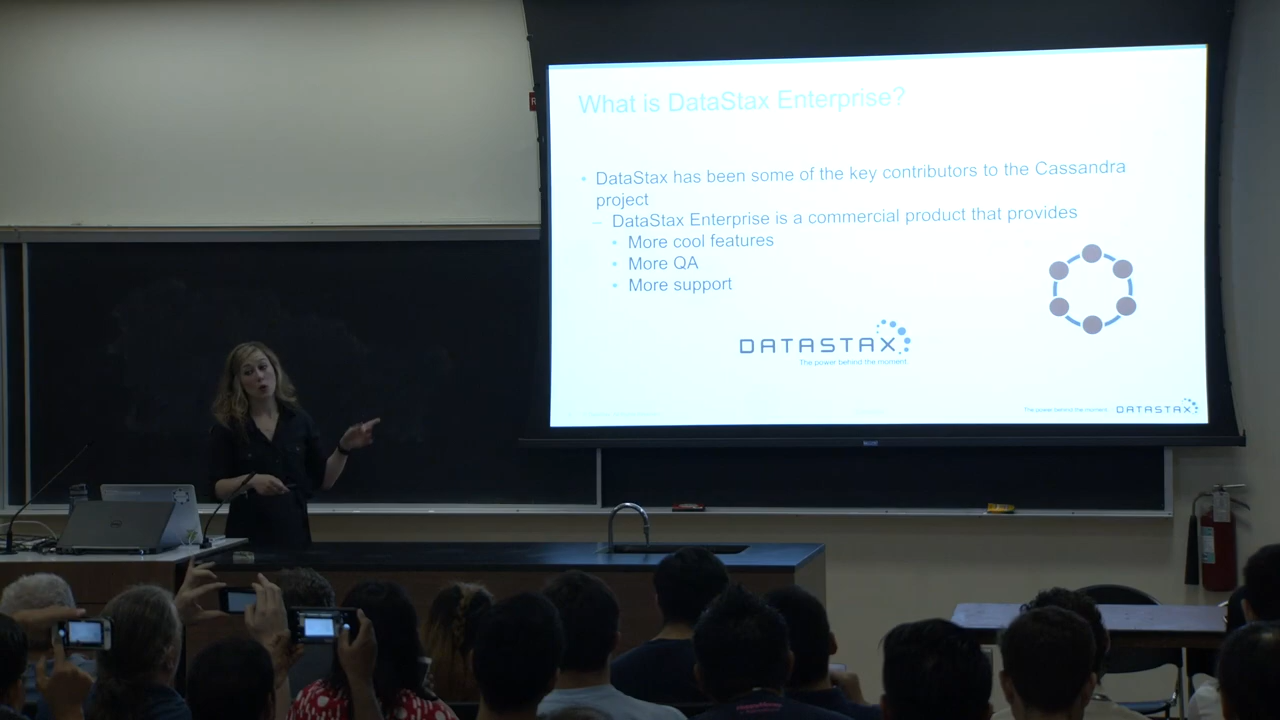 What is DataStax Enterprise?
• DataStax has been some of the key contributors to the Cassandra
project
– DataStax Enterprise is a commercial product that provides
• More cool features
• More QA
• More support
DATASTAX
The power behind the moment
The power behind the moment. DATASTAX
DELL